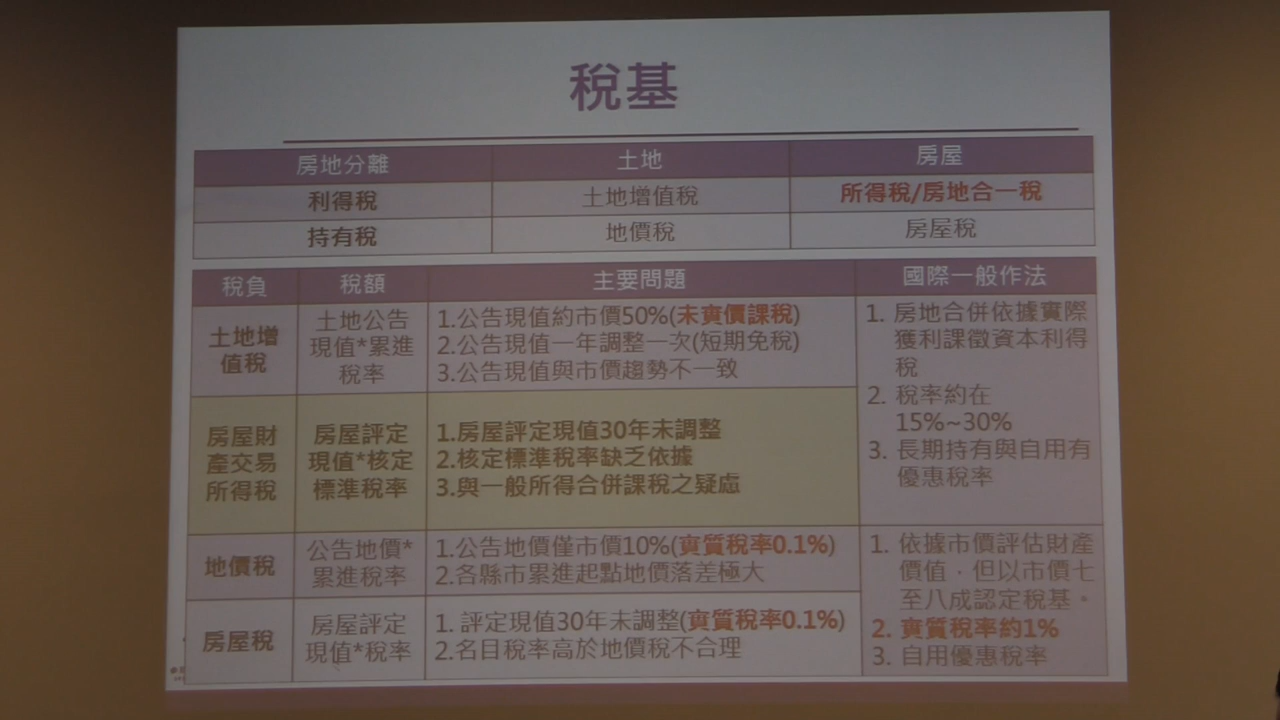 稅基
房地分離 土地 房屋
利得稅 土地增值稅 所得稅/房地合一稅
持有稅 地價稅 房屋稅
稅負 稅額 主要問題 國際一般作法
土地增
值稅
土地公告
現值*累進
稅率
1.公告現值約市價50%(未實價課稅)
2.公告現值一年調整一次(短期免稅)
3.公告現值與市價趨勢不一致
1. 房地合併依據實際
獲利課徵資本利得
稅
2. 稅率約在
15%~30%
3. 長期持有與自用有
優惠稅率
房屋財
產交易
所得稅
房屋評定
現值*核定
標準稅率
1.房屋評定現值30年未調整
2.核定標準稅率缺乏依據
3.與一般所得合併課稅之疑慮
地價稅
公告地價*
累進稅率
1.公告地價僅市價10%(實質稅率0.1%)
2.各縣市累進起點地價落差極大
1. 依據市價評估財產
價值，但以市價七
至八成認定稅基。
2. 實質稅率約1%
3. 自用優惠稅率
房屋稅
房屋評定
現值*稅率
1. 評定現值30年未調整(實質稅率0.1%)
2.名目稅率高於地價稅不合理